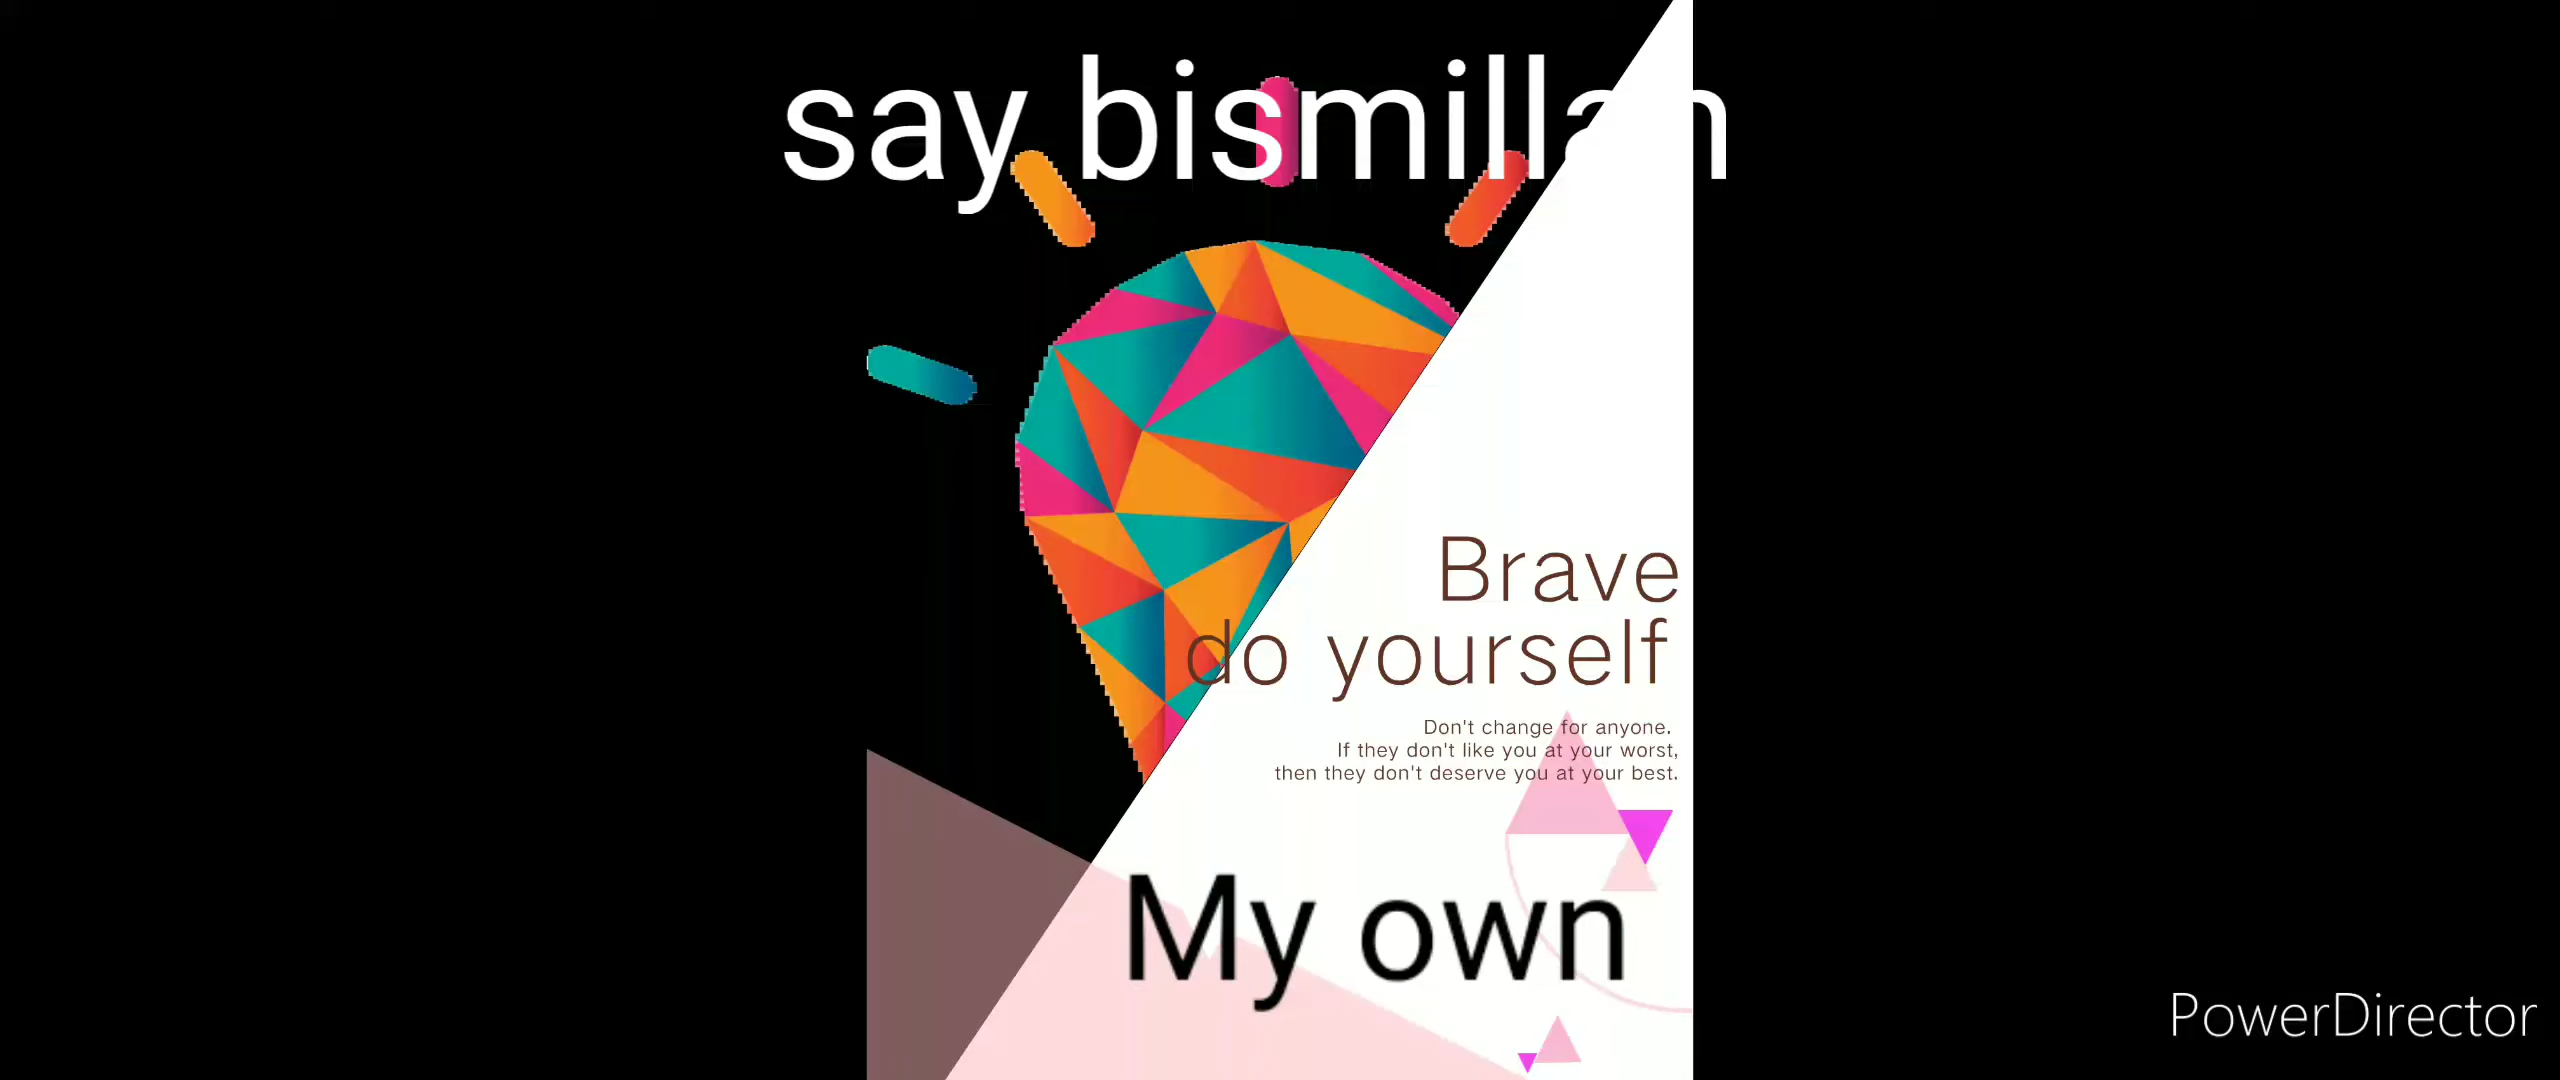 say bismillah
Brave
do yourself
Don't change for anyone.
If they don't like you at your worst,
then they don't deserve you at your best.
My own
PowerDirector